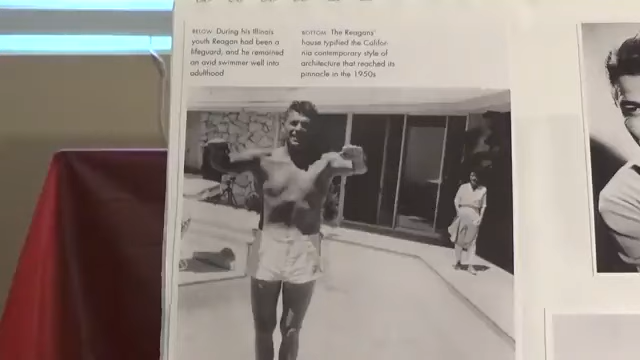 BELOW During his Illinois
youth Reagan had been a
lifeguard, and he remained
an avid swimmer well into
adulthood
BOTTOM The Reagans'
house typified the Califor-
nia contemporary style of
architecture that reached its
pinnacle in the 1950s